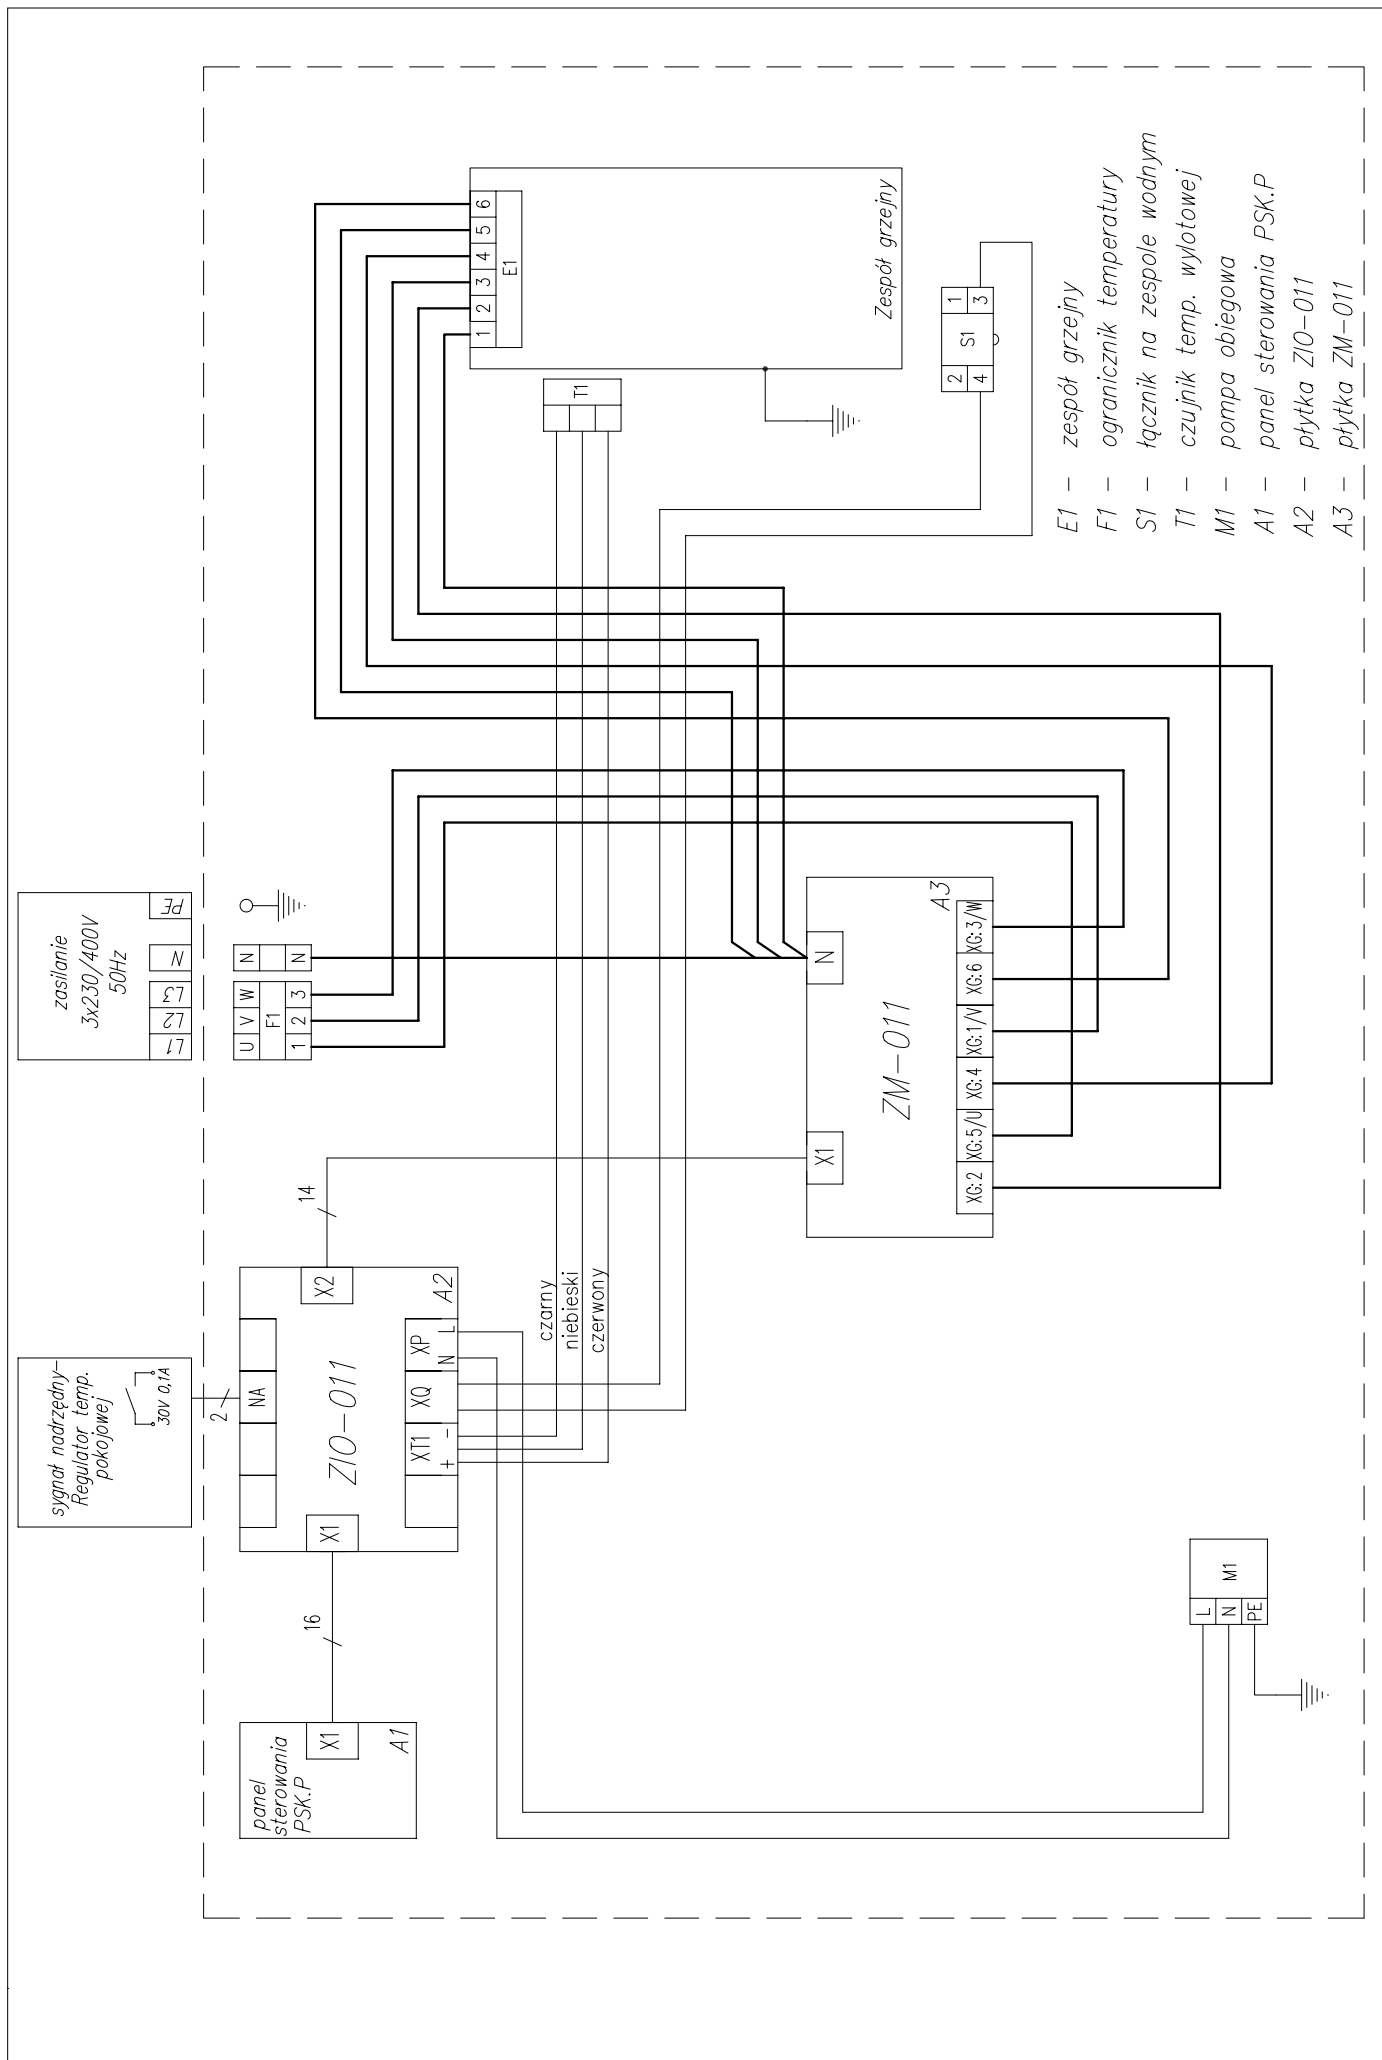 sygnał nadrzędny-
Regulator temp.
pokojowej
30V 0,1A
zasilanie
3x230/400V
50Hz
L1
L2
L3
N
PE
2
panel
sterowania
PSK.P
X1
A1
16
X1
NA
X2
ZIO-011
A2
XT1
XQ
XP
+
-
N
L
14
U
V
W
N
F1
1
2
3
N
czarny
niebieski
czerwony
T1
1
2
3
4
5
6
E1
Zespół grzejny
2
4
S1
1
3
X1
N
A3
ZM-011
XG:2
XG:5/U
XG:4
XG:1/V
XG:6
XG:3/W
L
N
PE
M1
E1 - zespół grzejny
F1 - ogranicznik temperatury
S1 - łącznik na zespole wodnym
T1 - czujnik temp. wylotowej
M1 - pompa obiegowa
A1 - panel sterowania PSK.P
A2 - płytka ZIO-011
A3 - płytka ZM-011